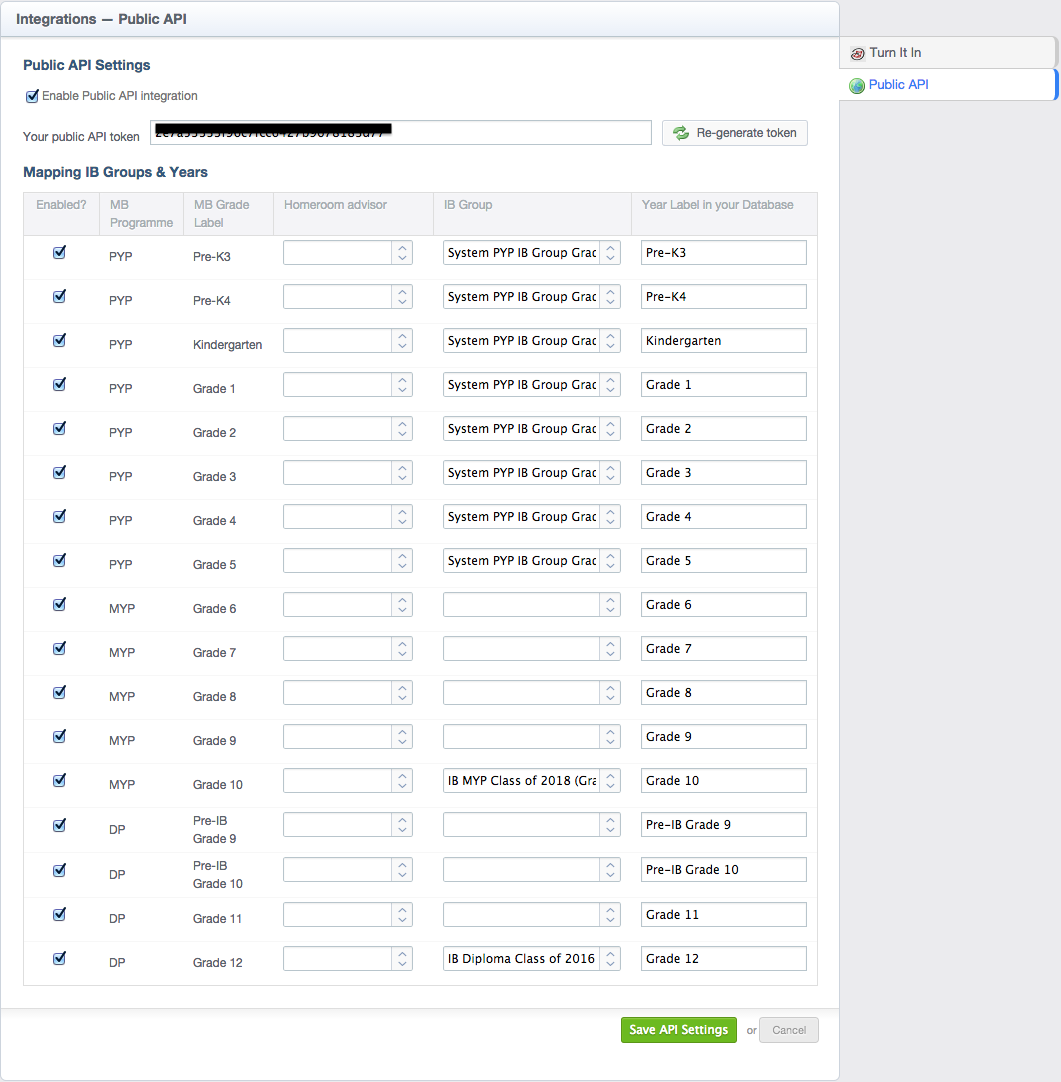 Integrations — Public API
Turn It In
Public API
Public API Settings
Enable Public API integration
Your public API token
Re-generate token
Mapping IB Groups & Years
Enabled? MB Programme MB Grade Label Homeroom advisor IB Group Year Label in your Database
PYP Pre-K3 System PYP IB Group Grac Pre-K3
PYP Pre-K4 System PYP IB Group Grac Pre-K4
PYP Kindergarten System PYP IB Group Grac Kindergarten
PYP Grade 1 System PYP IB Group Grac Grade 1
PYP Grade 2 System PYP IB Group Grac Grade 2
PYP Grade 3 System PYP IB Group Grac Grade 3
PYP Grade 4 System PYP IB Group Grac Grade 4
PYP Grade 5 System PYP IB Group Grac Grade 5
MYP Grade 6 Grade 6
MYP Grade 7 Grade 7
MYP Grade 8 Grade 8
MYP Grade 9 Grade 9
MYP Grade 10 IB MYP Class of 2018 (Gra Grade 10
DP Pre-IB Grade 9 Pre-IB Grade 9
DP Pre-IB Grade 10 Pre-IB Grade 10
DP Grade 11 Grade 11
DP Grade 12 IB Diploma Class of 2016 Grade 12
Save API Settings or Cancel